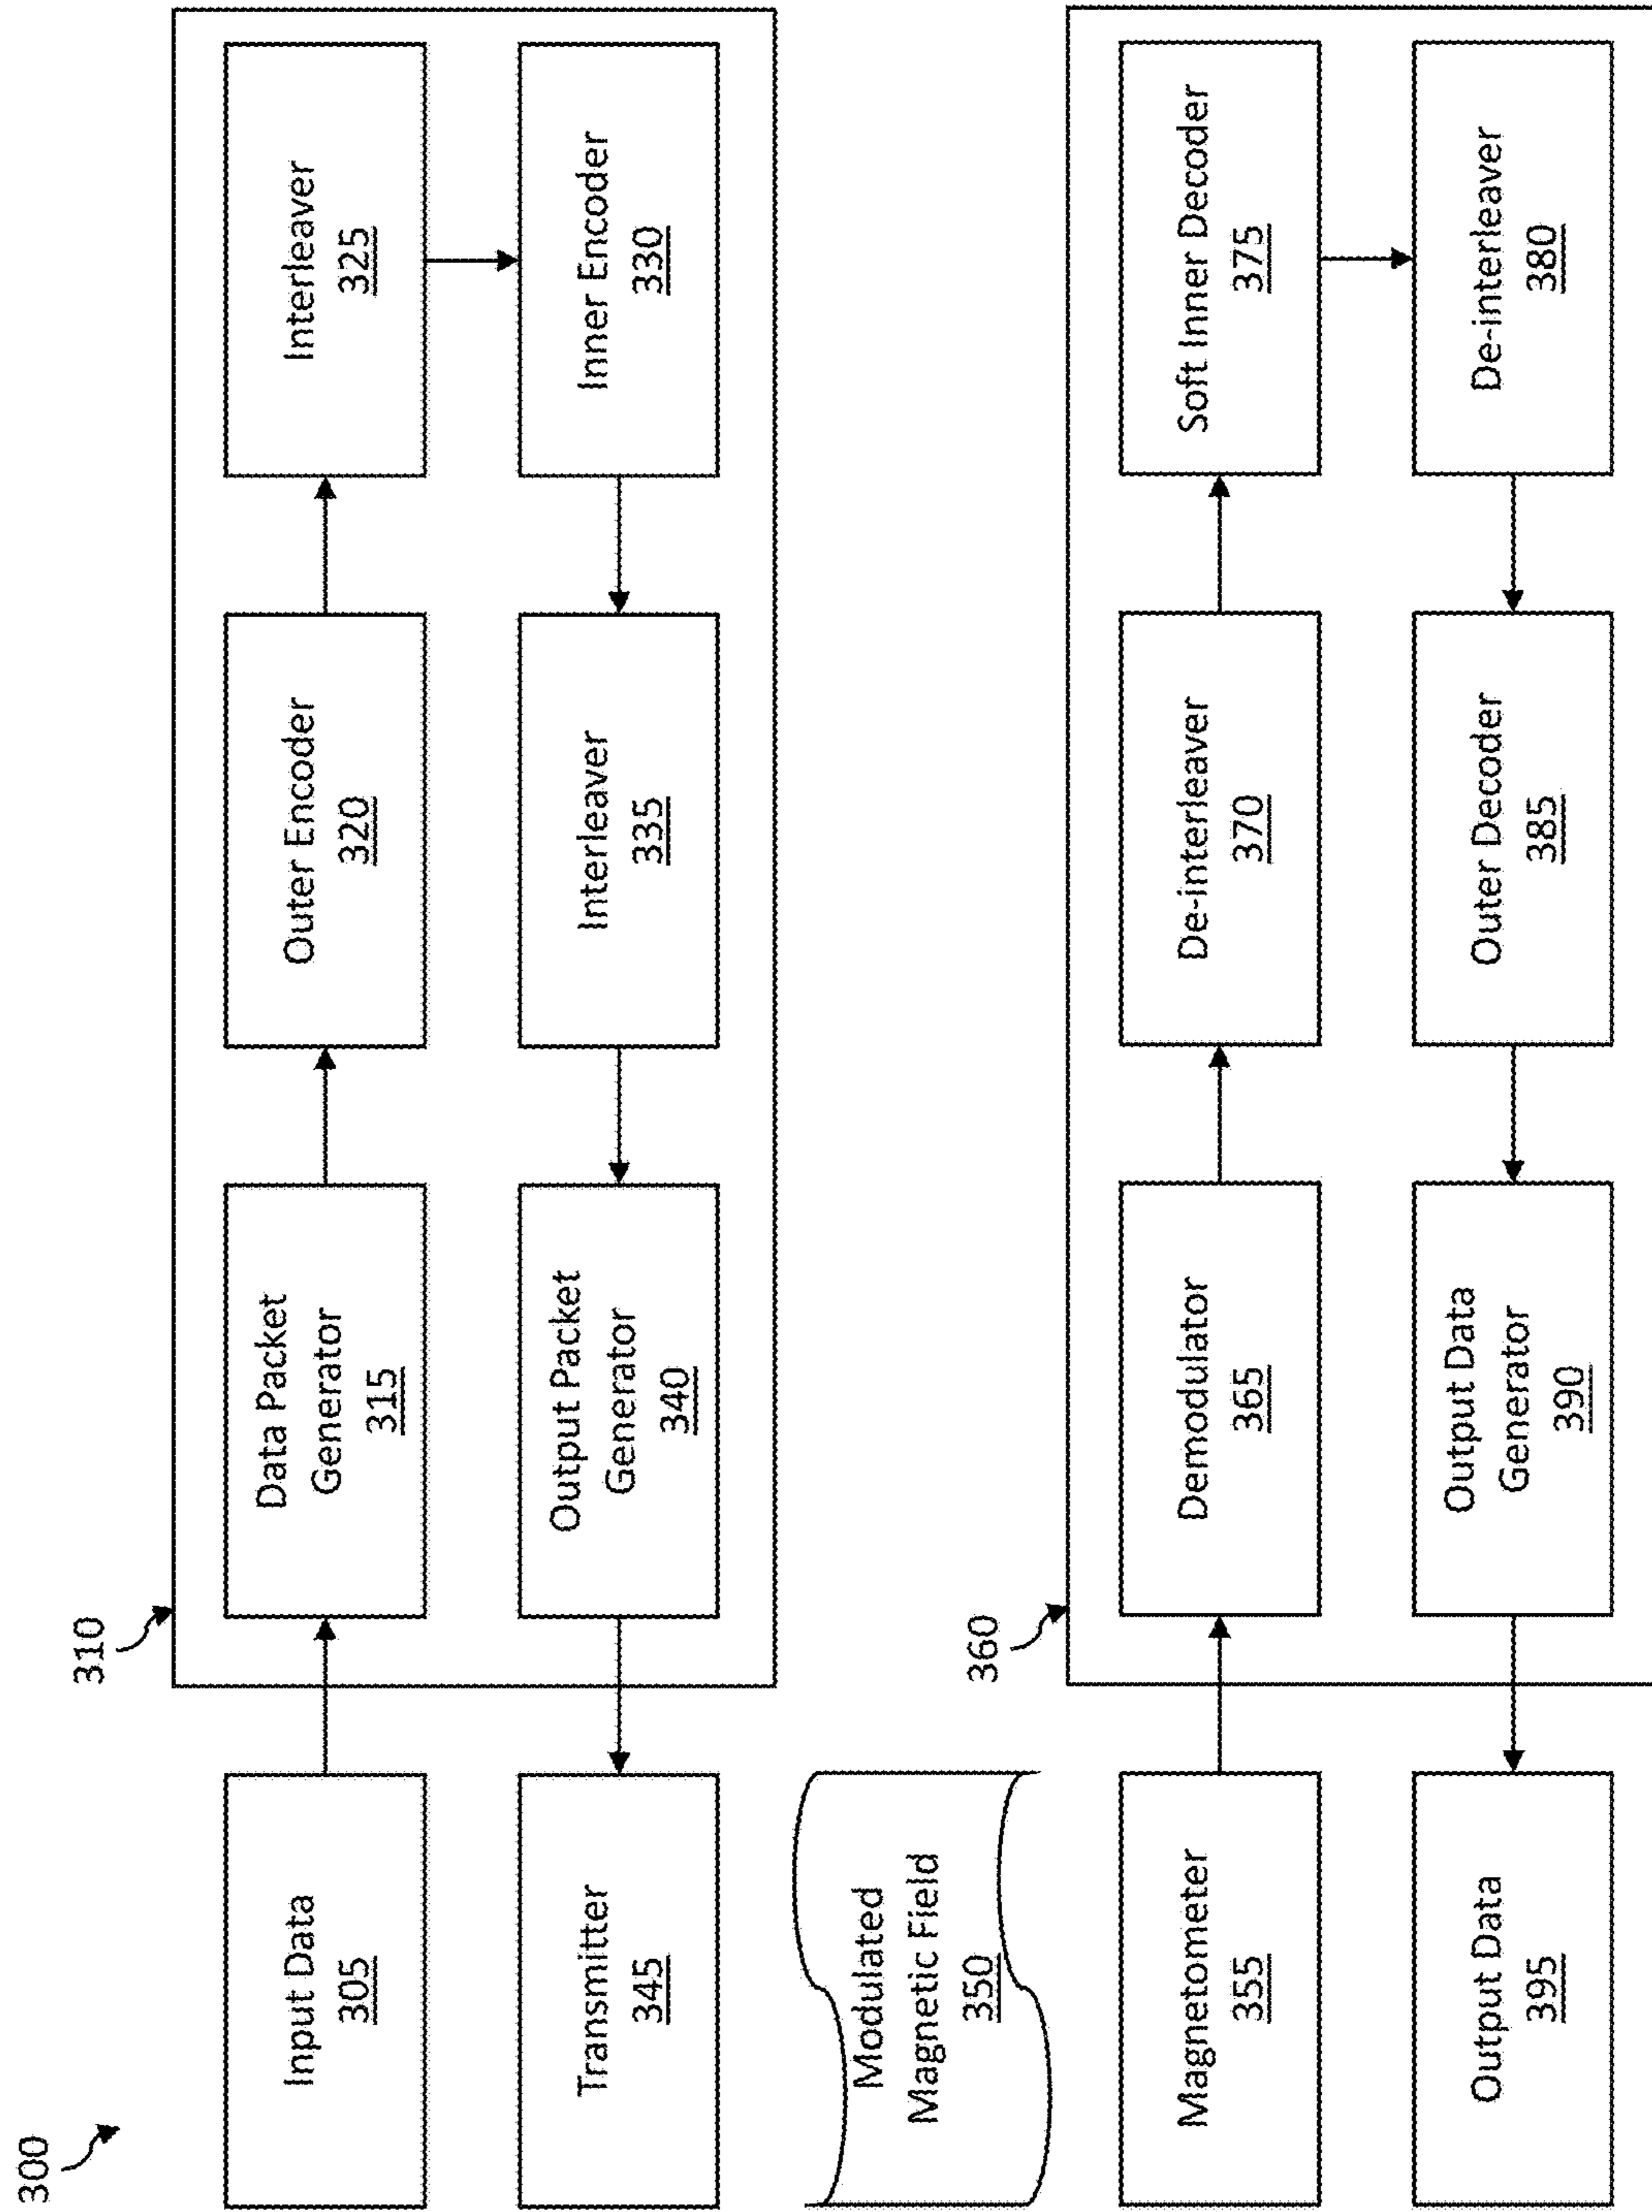 300
310
Input Data
305
Data Packet
Generator
315
Outer Encoder
320
Interleaver
325
Transmitter
345
Output Packet
Generator
340
Interleaver
335
Inner Encoder
330
Modulated
Magnetic Field
350
360
Magnetometer
355
Demodulator
365
De-interleaver
370
Soft Inner Decoder
375
Output Data
395
Output Data
Generator
390
Outer Decoder
385
De-interleaver
380